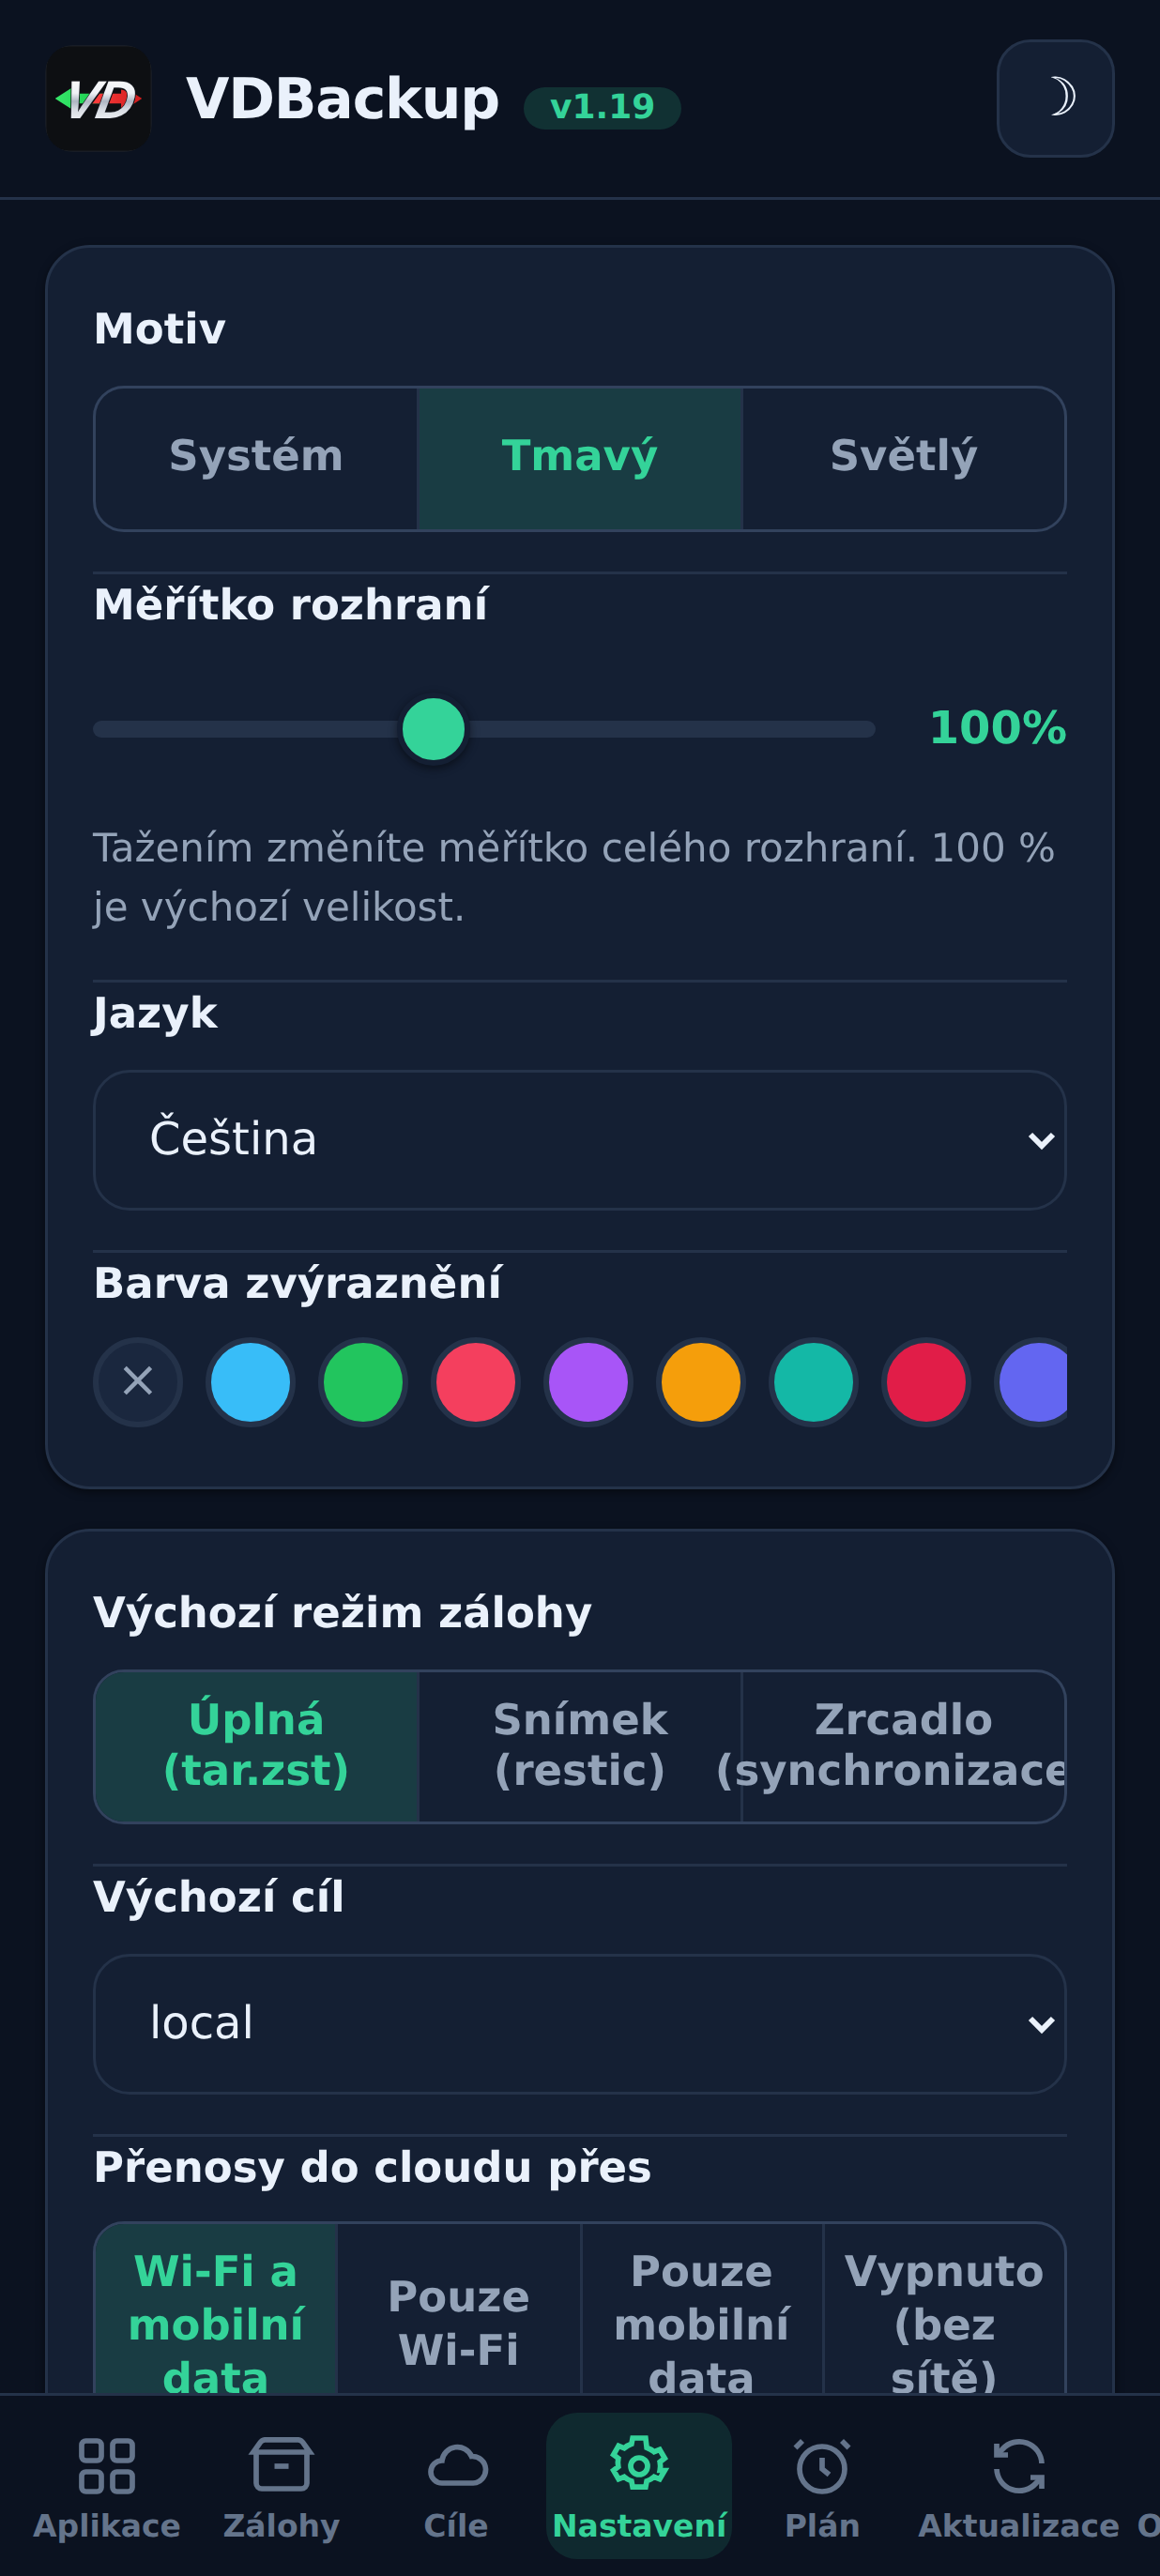 VD
VDBackup v1.19
Motiv
Systém Tmavý Světlý
Měřítko rozhraní
100%
Tažením změníte měřítko celého rozhraní. 100 %
je výchozí velikost.
Jazyk
Čeština
Barva zvýraznění
Výchozí režim zálohy
Úplná
(tar.zst)
Snímek
(restic)
Zrcadlo
(synchronizace
Výchozí cíl
local
Přenosy do cloudu přes
Wi-Fi a
mobilní
data
Pouze
Wi-Fi
Pouze
mobilní
data
Vypnuto
(bez
sítě)
Aplikace Zálohy Cíle Nastavení Plán Aktualizace